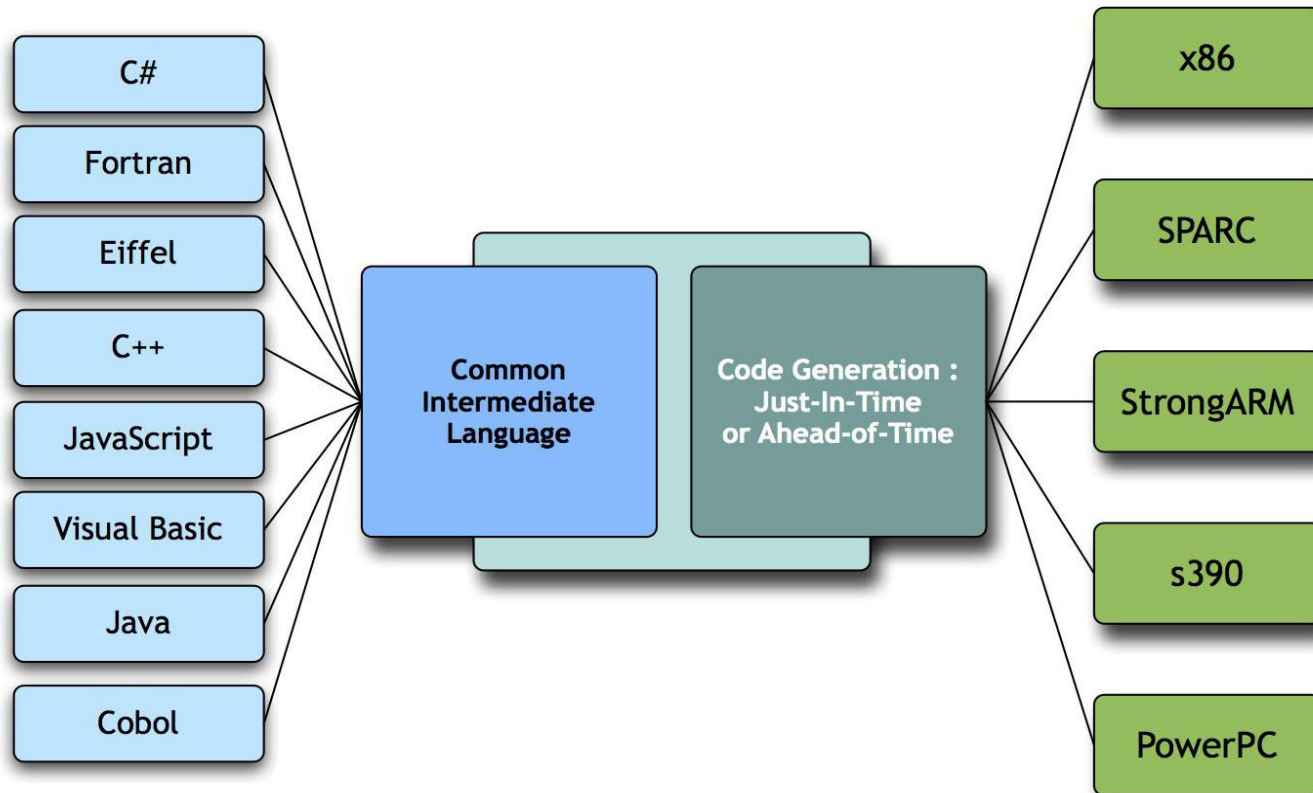 C#
Fortran
Eiffel
C++
JavaScript
Visual Basic
Java
Cobol
Common
Intermediate
Language
Code Generation :
Just-In-Time
or Ahead-of-Time
x86
SPARC
StrongARM
s390
PowerPC